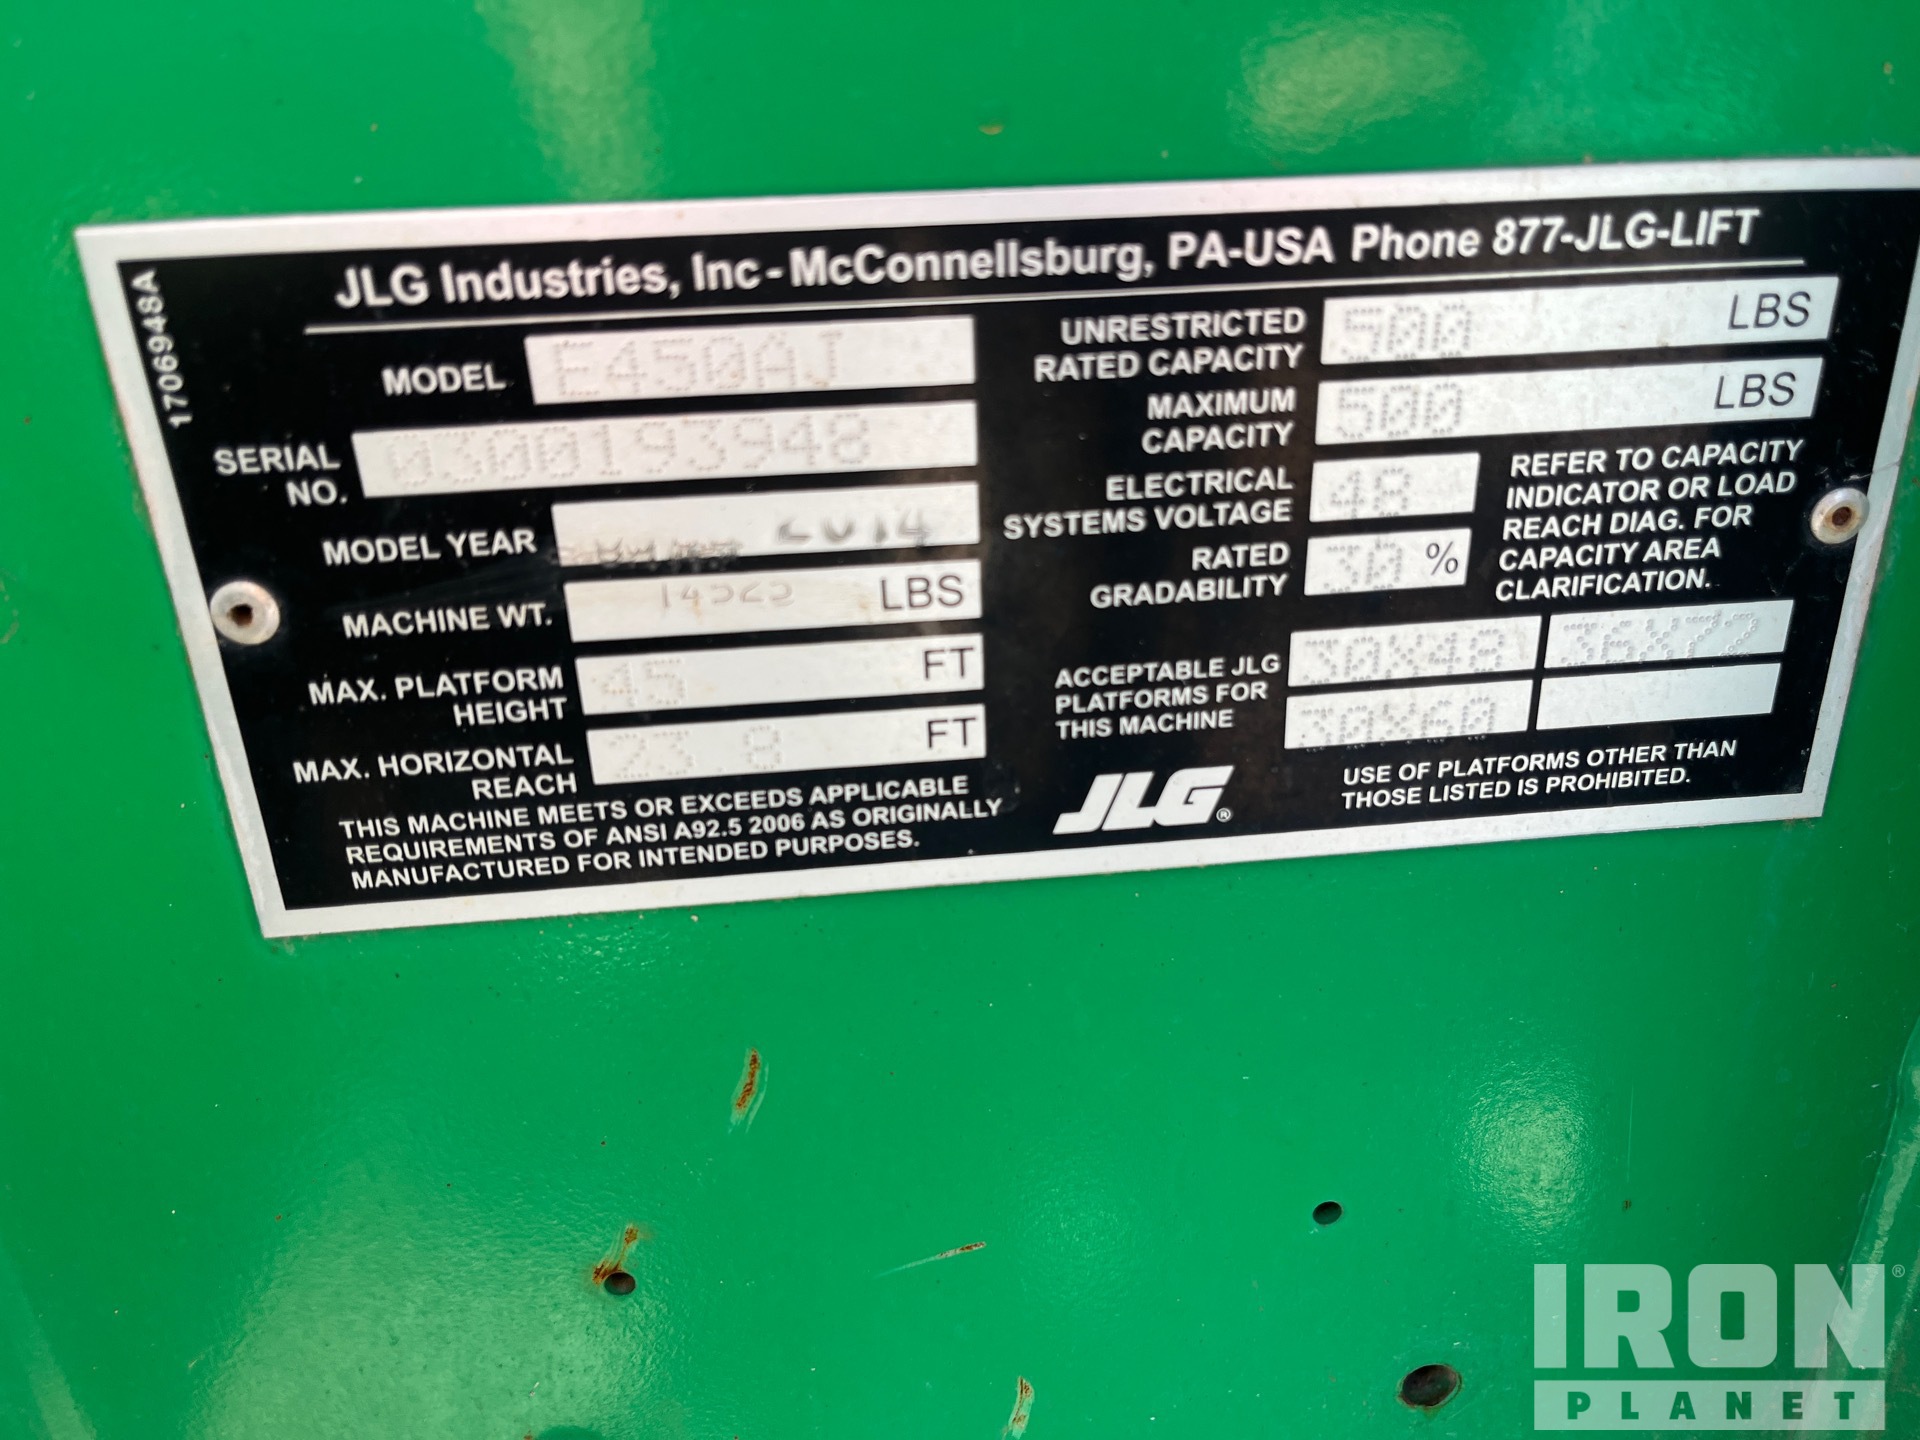 JLG Industries, Inc - McConnellsburg, PA-USA Phone 877-JLG-LIFT
1706948A
MODEL E450AJ
SERIAL NO. 0300193948
MODEL YEAR 2014
MACHINE WT. LBS
MAX. PLATFORM HEIGHT 45 FT
MAX. HORIZONTAL REACH 23.8 FT
THIS MACHINE MEETS OR EXCEEDS APPLICABLE
REQUIREMENTS OF ANSI A92.5 2006 AS ORIGINALLY
MANUFACTURED FOR INTENDED PURPOSES.
UNRESTRICTED RATED CAPACITY 500 LBS
MAXIMUM CAPACITY 500 LBS
ELECTRICAL SYSTEMS VOLTAGE 48
RATED GRADABILITY 30 %
REFER TO CAPACITY
INDICATOR OR LOAD
REACH DIAG. FOR
CAPACITY AREA
CLARIFICATION.
ACCEPTABLE JLG
PLATFORMS FOR
THIS MACHINE
30X48 36X72
30X60
JLG®
USE OF PLATFORMS OTHER THAN
THOSE LISTED IS PROHIBITED.
IRON®
PLANET